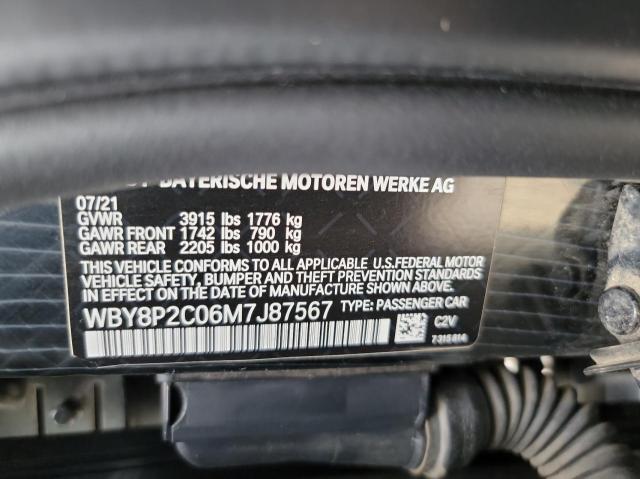 BAYERISCHE MOTOREN WERKE AG
07/21
GVWR 3915 lbs 1776 kg
GAWR FRONT 1742 lbs 790 kg
GAWR REAR 2205 lbs 1000 kg
THIS VEHICLE CONFORMS TO ALL APPLICABLE U.S.FEDERAL MOTOR
VEHICLE SAFETY, BUMPER AND THEFT PREVENTION STANDARDS
IN EFFECT ON THE DATE OF MANUFACTURE SHOWN ABOVE.
WBY8P2C06M7J87567 TYPE: PASSENGER CAR
C2V